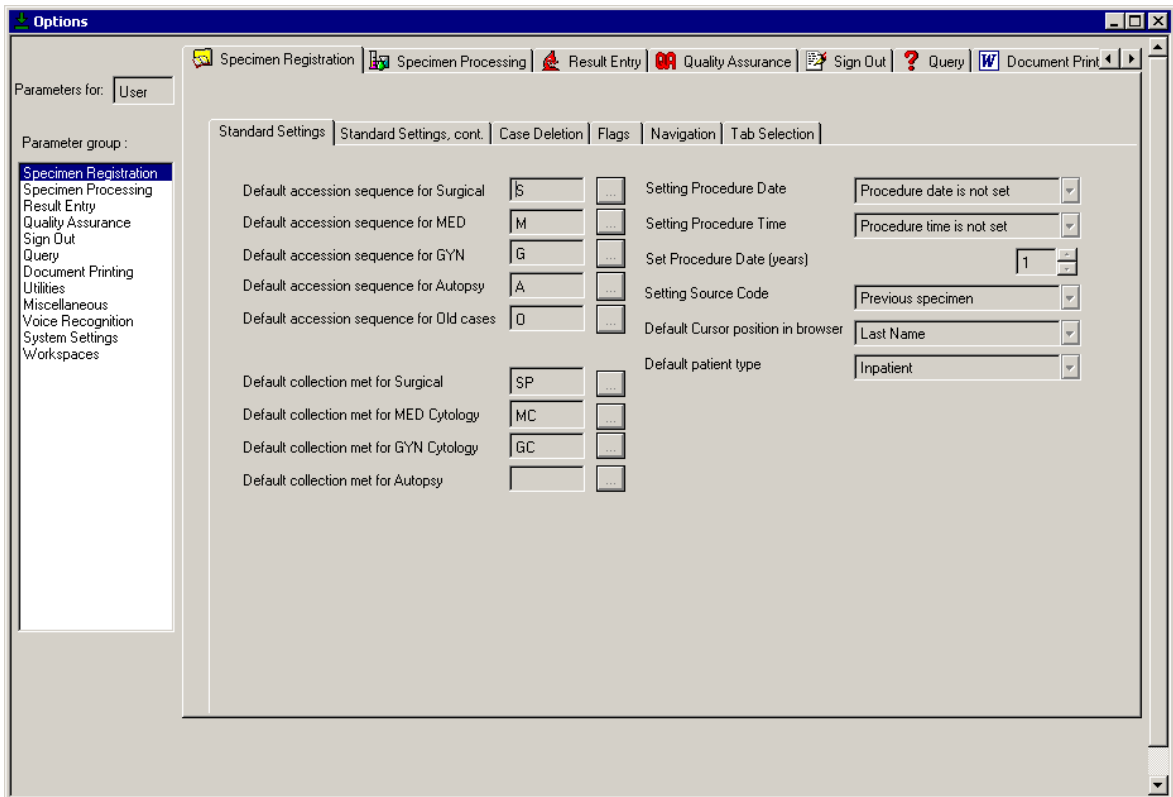 Options
Specimen Registration Specimen Processing Result Entry QA Quality Assurance Sign Out ? Query W Document Print
Parameters for: User
Parameter group :
Specimen Registration
Specimen Processing
Result Entry
Quality Assurance
Sign Out
Query
Document Printing
Utilities
Miscellaneous
Voice Recognition
System Settings
Workspaces
Standard Settings Standard Settings, cont. Case Deletion Flags Navigation Tab Selection
Default accession sequence for Surgical S ...
Default accession sequence for MED M ...
Default accession sequence for GYN G ...
Default accession sequence for Autopsy A ...
Default accession sequence for Old cases O ...
Default collection met for Surgical SP ...
Default collection met for MED Cytology MC ...
Default collection met for GYN Cytology GC ...
Default collection met for Autopsy ...
Setting Procedure Date Procedure date is not set
Setting Procedure Time Procedure time is not set
Set Procedure Date (years) 1
Setting Source Code Previous specimen
Default Cursor position in browser Last Name
Default patient type Inpatient